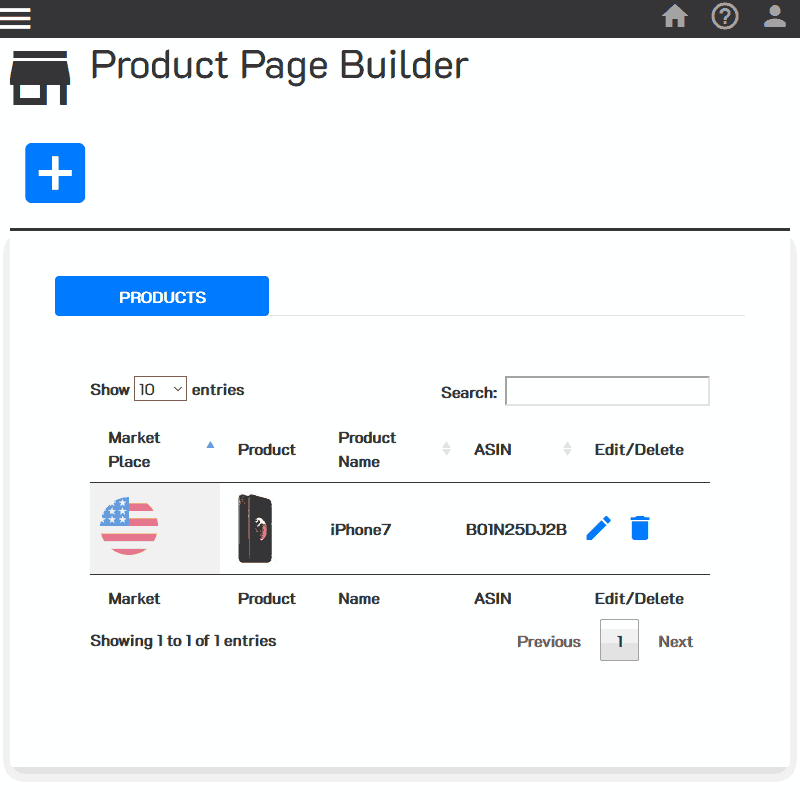 Product Page Builder
PRODUCTS
Show 10 entries
Search:
Market Place
Product
Product Name
ASIN
Edit/Delete
iPhone7
B01N25DJ2B
Market
Product
Name
ASIN
Edit/Delete
Showing 1 to 1 of 1 entries
Previous
1
Next